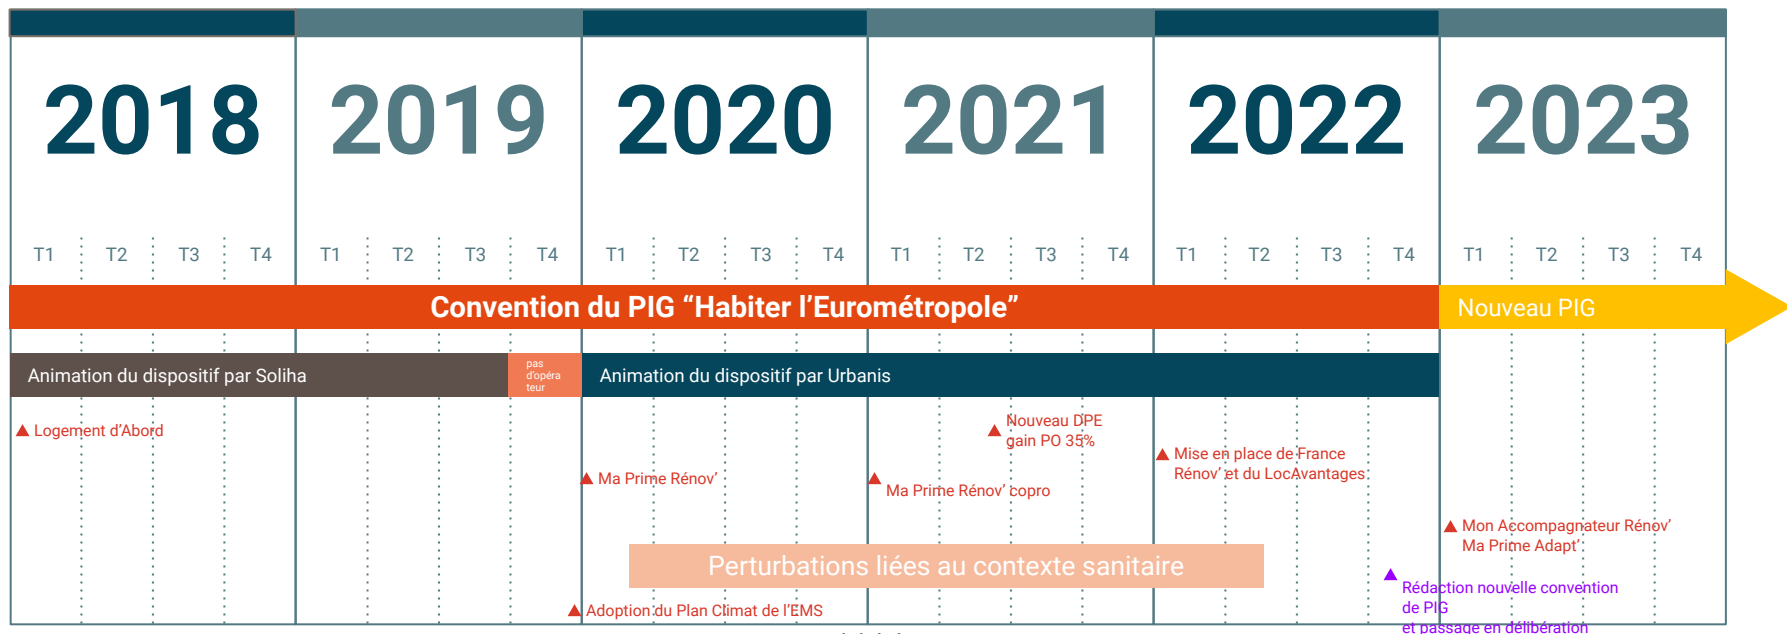 2018 2019 2020 2021 2022 2023
T1 T2 T3 T4 T1 T2 T3 T4 T1 T2 T3 T4 T1 T2 T3 T4 T1 T2 T3 T4 T1 T2 T3 T4
Convention du PIG “Habiter l’Eurométropole”
Nouveau PIG
Animation du dispositif par Soliha
pas
d’opéra
teur
Animation du dispositif par Urbanis
Logement d’Abord
Nouveau DPE
gain PO 35%
Mise en place de France
Rénov’ et du LocAvantages
Ma Prime Rénov’
Ma Prime Rénov’ copro
Mon Accompagnateur Rénov’
Ma Prime Adapt’
Perturbations liées au contexte sanitaire
Rédaction nouvelle convention
de PIG
et passage en délibération
Adoption du Plan Climat de l’EMS